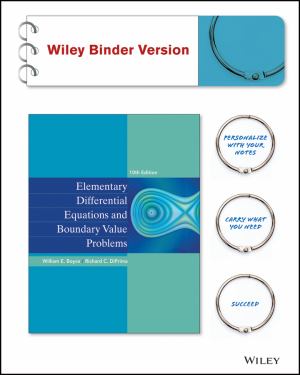 Wiley Binder Version
PERSONALIZE
WITH YOUR
NOTES
10th Edition
Elementary
Differential
Equations and
Boundary Value
Problems
William E. Boyce
Richard C. DiPrima
CARRY WHAT
YOU NEED
SUCCEED
WILEY